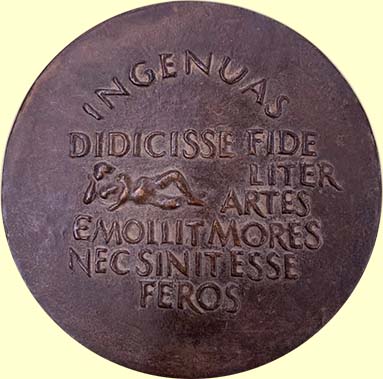 INGENUAS
DIDICISSE FIDE
LITER
ARTES
EMOLLIT MORES
NEC SINIT ESSE
FEROS